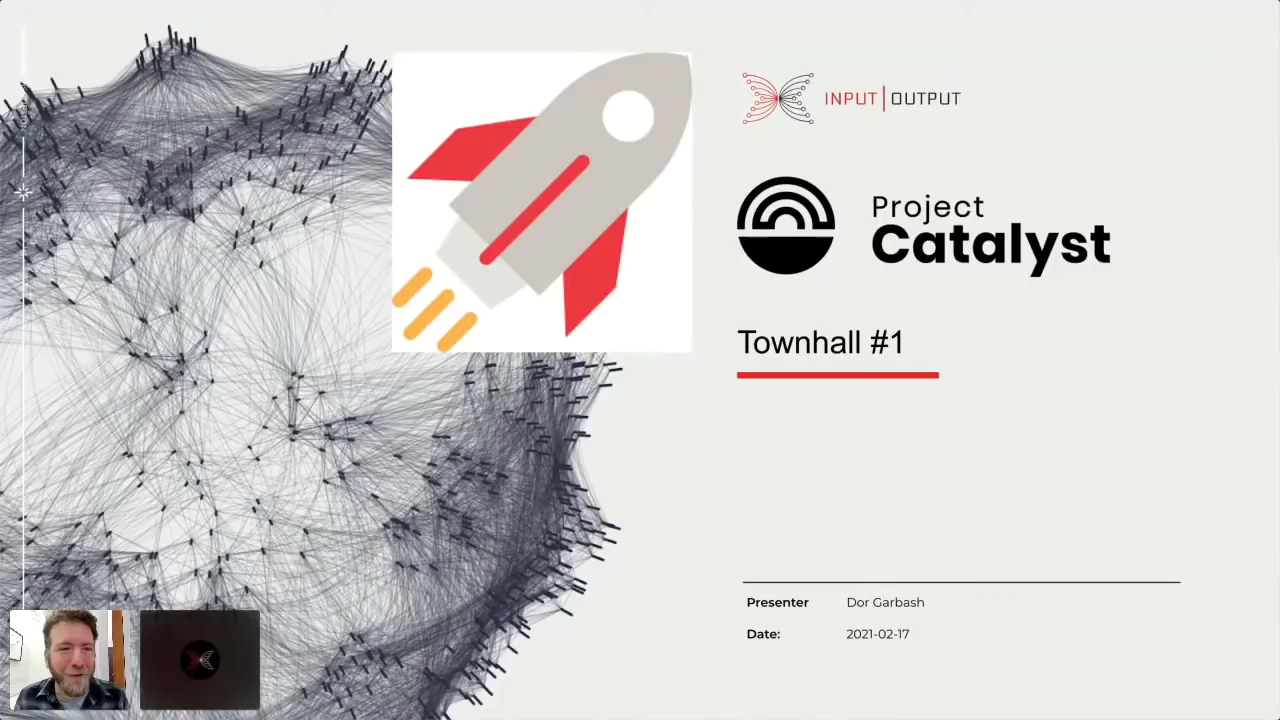 INPUT | OUTPUT
Project
Catalyst
Townhall #1
Presenter Dor Garbash
Date: 2021-02-17